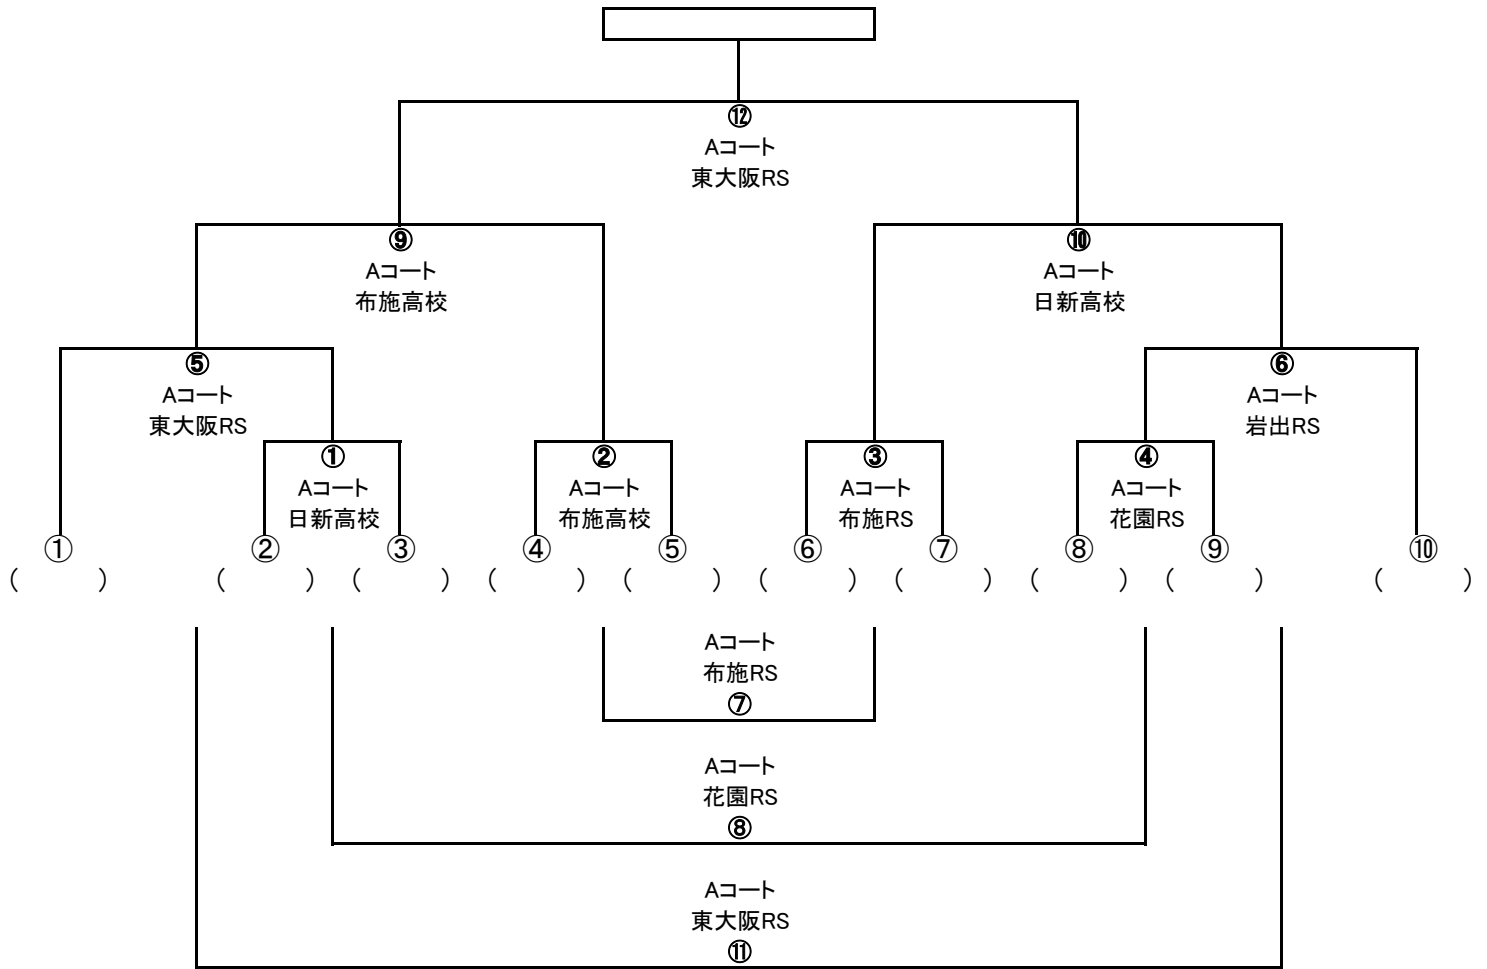 ⑫
Aコート
東大阪RS
⑨
Aコート
布施高校
⑩
Aコート
日新高校
⑤
Aコート
東大阪RS
⑥
Aコート
岩出RS
①
Aコート
日新高校
②
Aコート
布施高校
③
Aコート
布施RS
④
Aコート
花園RS
① ② ③ ④ ⑤ ⑥ ⑦ ⑧ ⑨ ⑩
( ) ( ) ( ) ( ) ( ) ( ) ( ) ( ) ( ) ( )
Aコート
布施RS
⑦
Aコート
花園RS
⑧
Aコート
東大阪RS
⑪